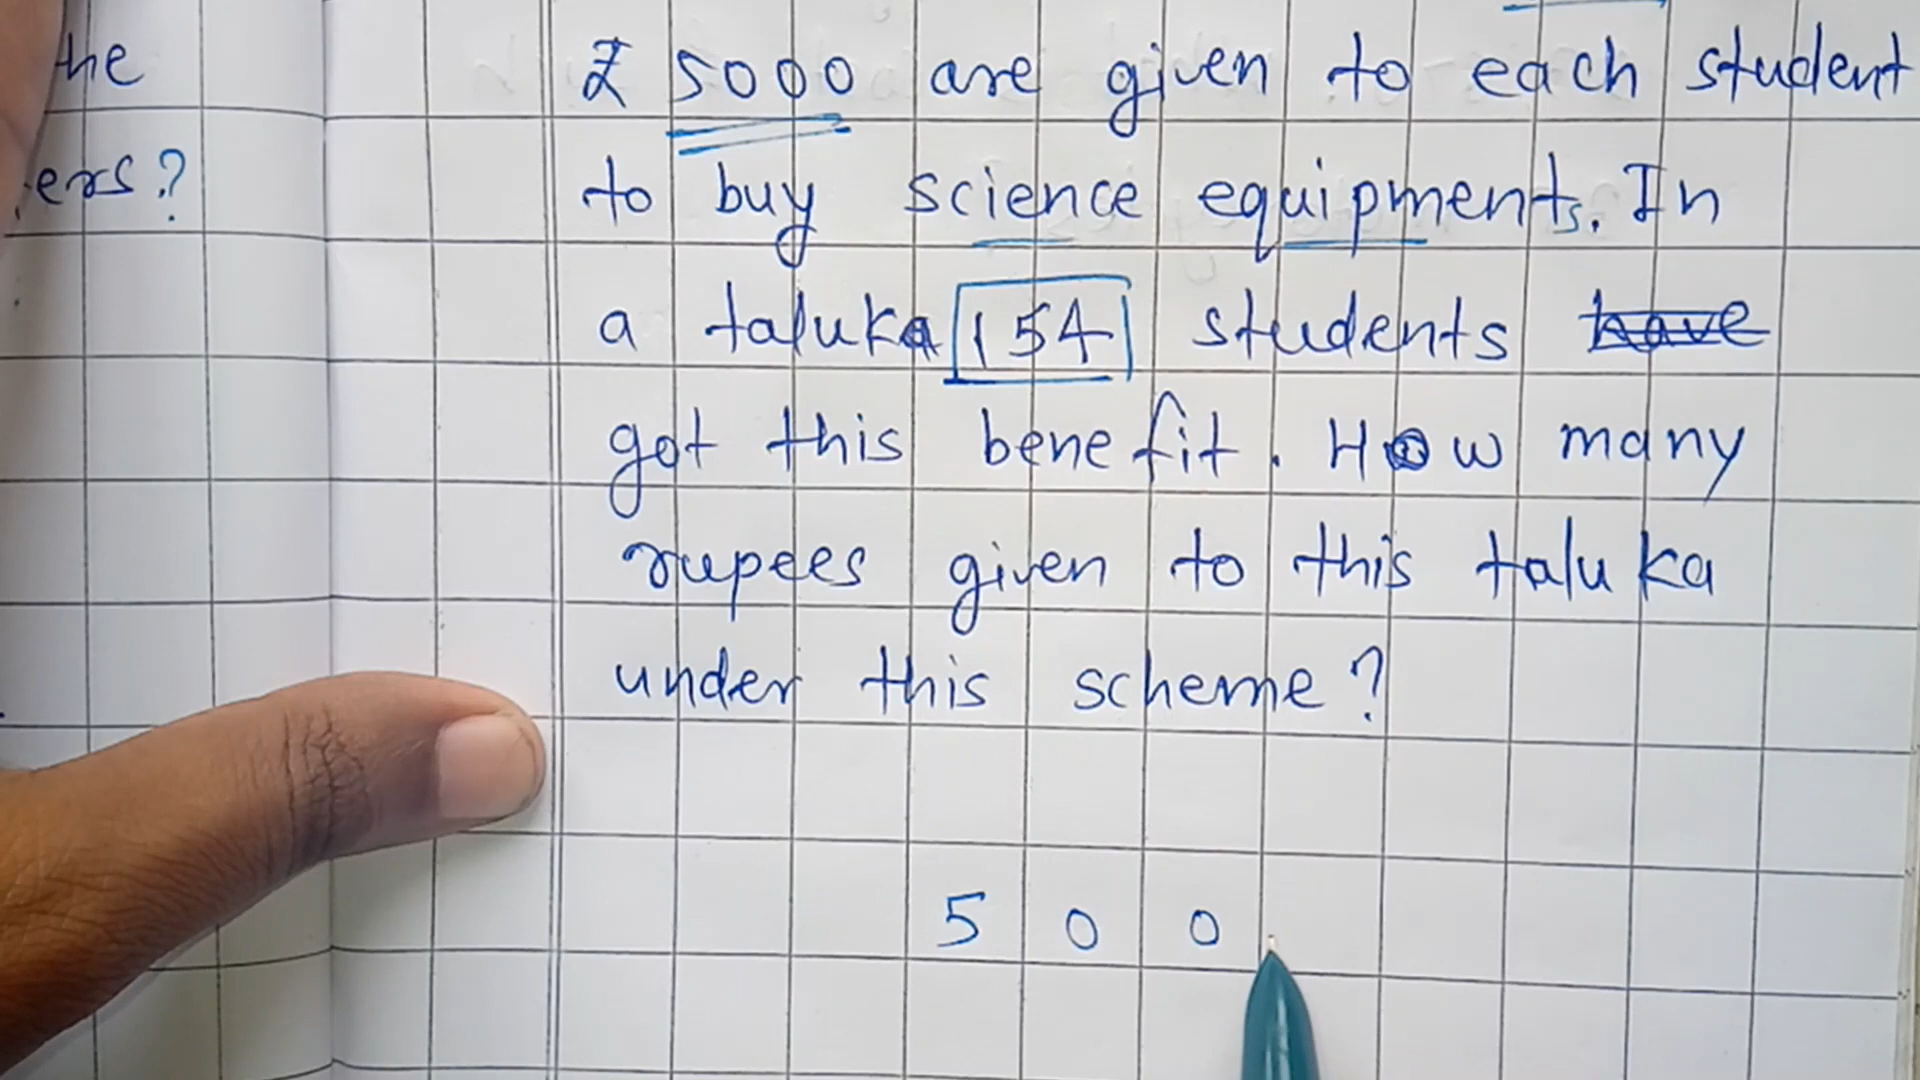 he
ers?
₹ 5000 are given to each student
to buy science equipments. In
a taluka 154 students have
got this benefit. How many
rupees given to this taluka
under this scheme?
5 0 0